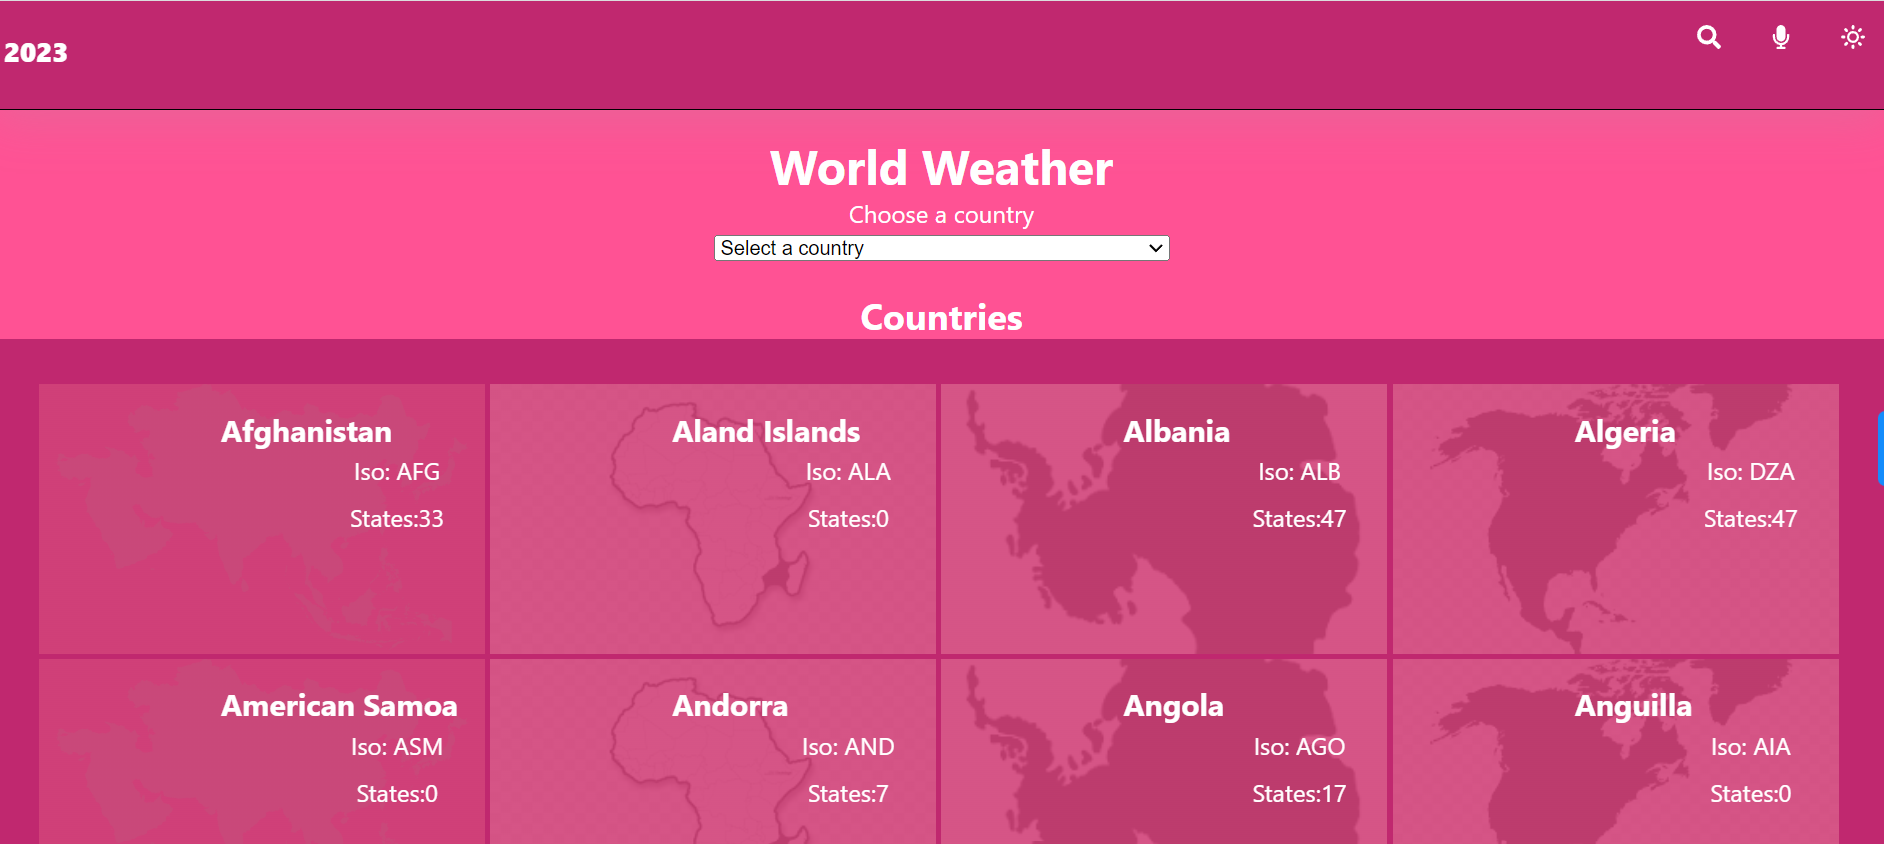 2023
World Weather
Choose a country
Select a country
Countries
Afghanistan
Iso: AFG
States:33
Aland Islands
Iso: ALA
States:0
Albania
Iso: ALB
States:47
Algeria
Iso: DZA
States:47
American Samoa
Iso: ASM
States:0
Andorra
Iso: AND
States:7
Angola
Iso: AGO
States:17
Anguilla
Iso: AIA
States:0